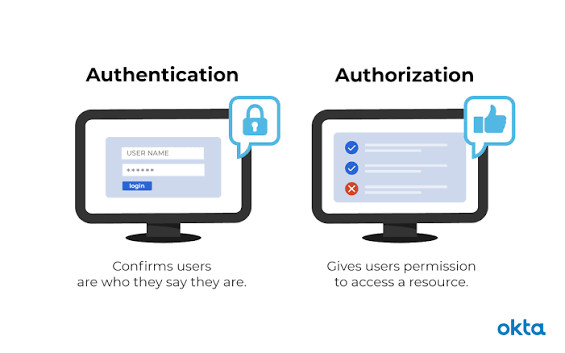 Authentication
USER NAME
******
login
Confirms users
are who they say they are.
Authorization
Gives users permission
to access a resource.
okta